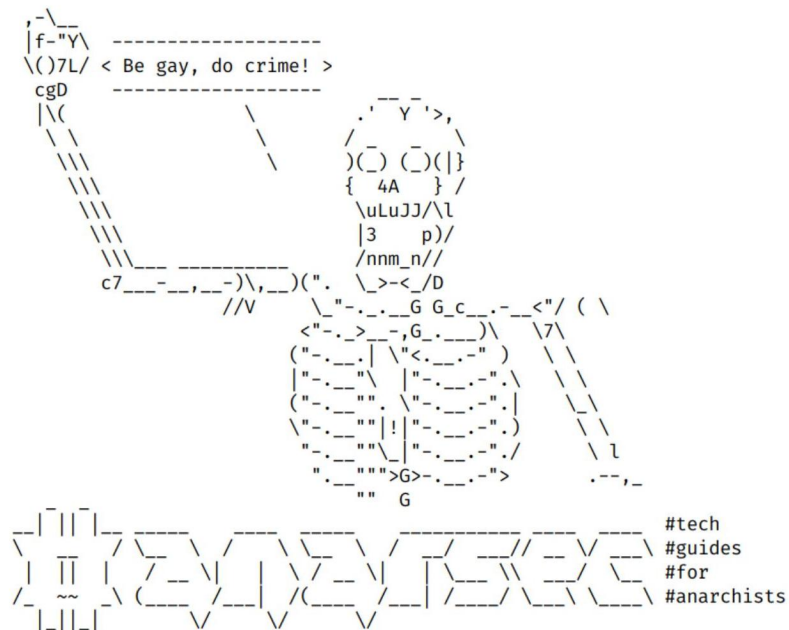 Be gay, do crime!
#anarsec
#tech
#guides
#for
#anarchists